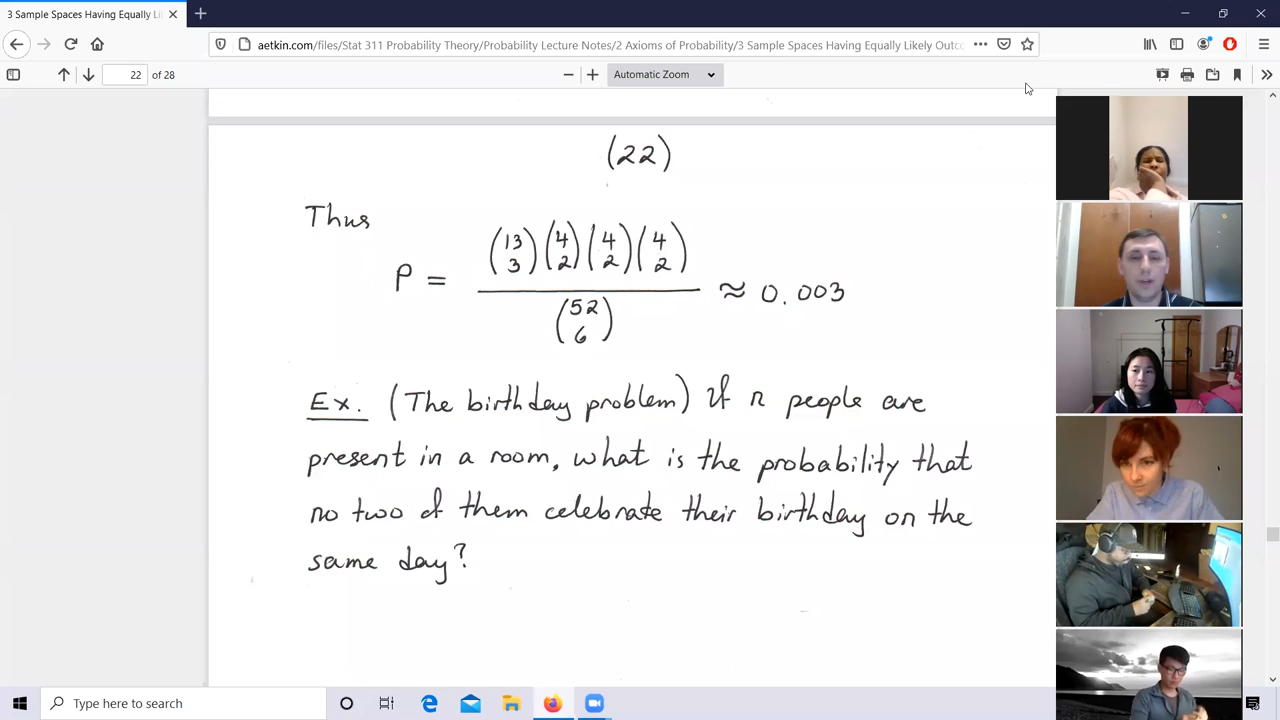 3 Sample Spaces Having Equally Li
aetkin.com/files/Stat 311 Probability Theory/Probability Lecture Notes/2 Axioms of Probability/3 Sample Spaces Having Equally Likely Outc
22 of 28
Automatic Zoom
(22)
Thus
P = (13 3) (4 2) (4 2) (4 2) / (52 6) ≈ 0.003
Ex. (The birthday problem) If n people are
present in a room, what is the probability that
no two of them celebrate their birthday on the
same day?
Type here to search